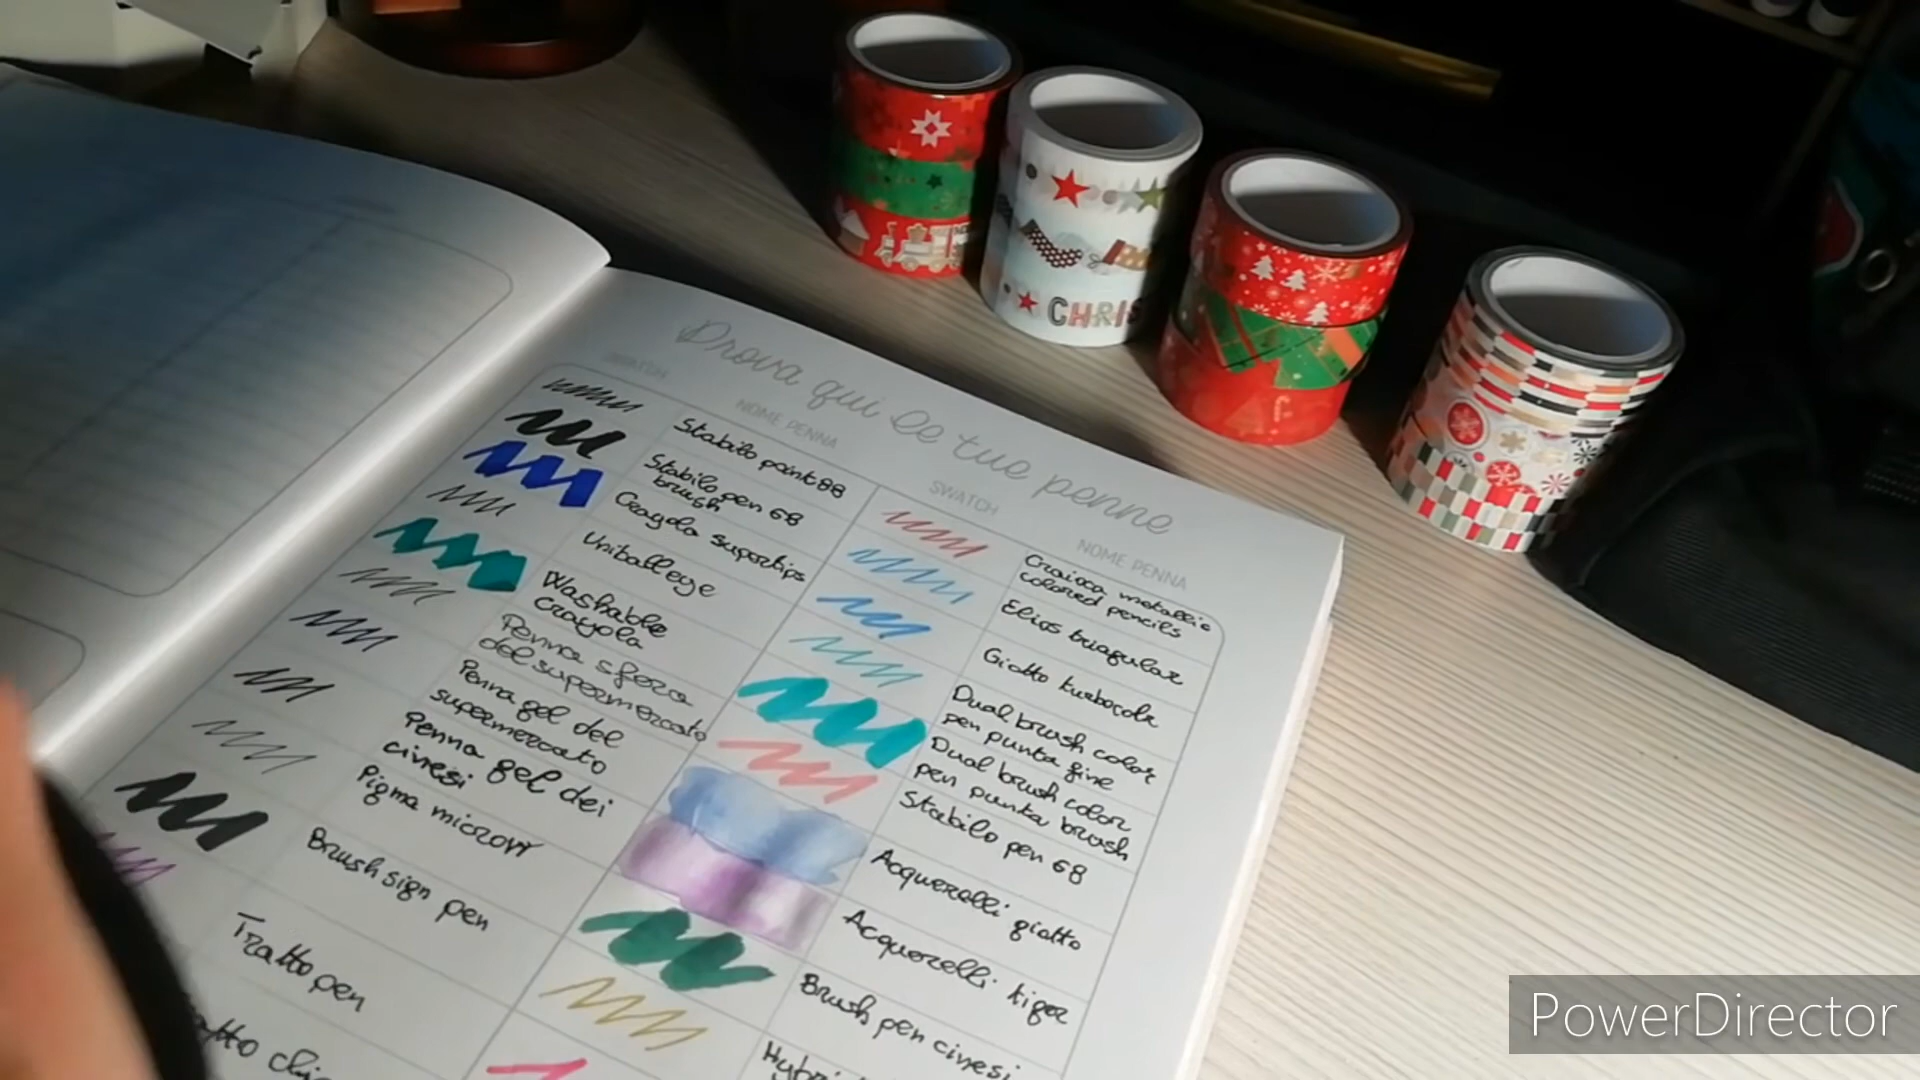 Prova qui le tue penne
SWATCH
NOME PENNA
Stabilo point 88
Stabilo pen 68
brush
Crayola supertips
Uniball eye
Washable
crayola
Penna sfera
del supermercato
Penna gel del
supermercato
Penna gel dei
cinesi
Pigma micron
Brush sign pen
Tratto pen
SWATCH
NOME PENNA
metallic
colored pencils
Elios triangular
Giotto turbocolor
Dual brush color
pen punta fine
Dual brush color
pen punta brush
Stabilo pen 68
Acquerelli giotto
Acquerelli tiger
Brush pen cinesi
CHRIS
PowerDirector